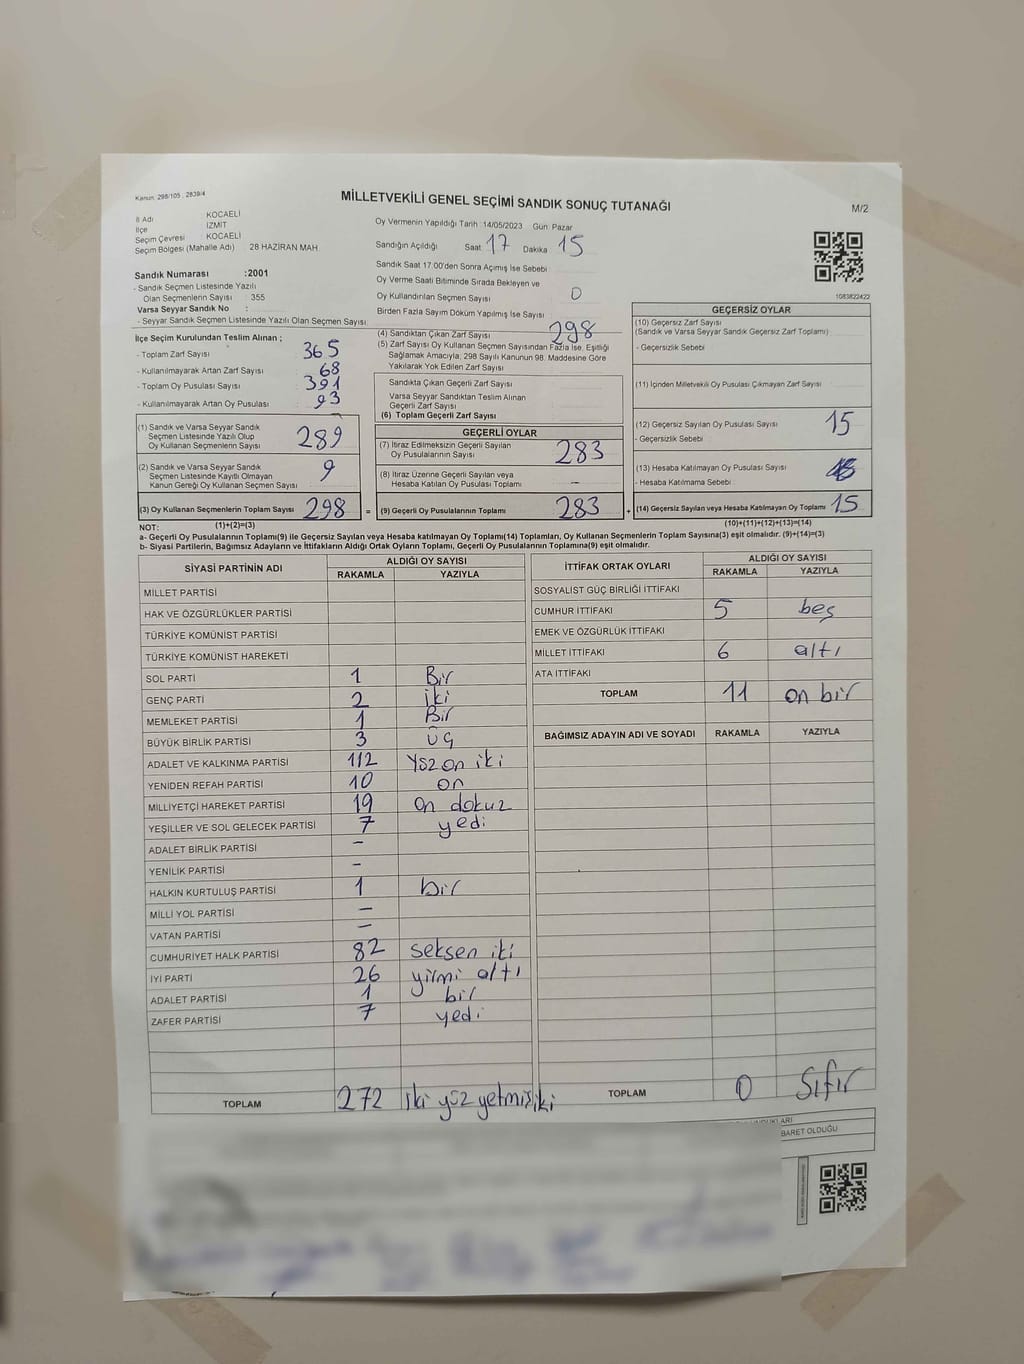 Kanun: 298/105 , 2839/4
MİLLETVEKİLİ GENEL SEÇİMİ SANDIK SONUÇ TUTANAĞI
M/2
İl Adı KOCAELİ
İlçe İZMİT
Seçim Çevresi KOCAELİ
Seçim Bölgesi (Mahalle Adı) 28 HAZİRAN MAH.
Sandık Numarası :2001
- Sandık Seçmen Listesinde Yazılı
Olan Seçmenlerin Sayısı : 355
Varsa Seyyar Sandık No :
- Seyyar Sandık Seçmen Listesinde Yazılı Olan Seçmen Sayısı
Oy Vermenin Yapıldığı Tarih 14/05/2023 Gün: Pazar
Sandığın Açıldığı Saat 17 Dakika 15
Sandık Saat 17.00'den Sonra Açımış İse Sebebi
Oy Verme Saati Bitiminde Sırada Bekleyen ve
Oy Kullandırılan Seçmen Sayısı 0
Birden Fazla Sayım Döküm Yapılmış İse Sayısı
1083822422
İlçe Seçim Kurulundan Teslim Alınan ;
- Toplam Zarf Sayısı 365
- Kullanılmayarak Artan Zarf Sayısı 68
- Toplam Oy Pusulası Sayısı 391
- Kullanılmayarak Artan Oy Pusulası 93
(1) Sandık ve Varsa Seyyar Sandık
Seçmen Listesinde Yazılı Olup
Oy Kullanan Seçmenlerin Sayısı 289
(2) Sandık ve Varsa Seyyar Sandık
Seçmen Listesinde Kayıtlı Olmayan
Kanun Gereği Oy Kullanan Seçmen Sayısı 9
(3) Oy Kullanan Seçmenlerin Toplam Sayısı 298 =
(4) Sandıktan Çıkan Zarf Sayısı 298
(5) Zarf Sayısı Oy Kullanan Seçmen Sayısından Fazla İse, Eşitliği
Sağlamak Amacıyla, 298 Sayılı Kanunun 98. Maddesine Göre
Yakılarak Yok Edilen Zarf Sayısı
Sandıkta Çıkan Geçerli Zarf Sayısı
Varsa Seyyar Sandıktan Teslim Alınan
Geçerli Zarf Sayısı
(6) Toplam Geçerli Zarf Sayısı
GEÇERLİ OYLAR
(7) İtiraz Edilmeksizin Geçerli Sayılan
Oy Pusulalarının Sayısı 283
(8) İtiraz Üzerine Geçerli Sayılan veya
Hesaba Katılan Oy Pusulası Toplamı –
(9) Geçerli Oy Pusulalarının Toplamı 283 +
GEÇERSİZ OYLAR
(10) Geçersiz Zarf Sayısı
(Sandık ve Varsa Seyyar Sandık Geçersiz Zarf Toplamı)
- Geçersizlik Sebebi
(11) İçinden Milletvekili Oy Pusulası Çıkmayan Zarf Sayısı
(12) Geçersiz Sayılan Oy Pusulası Sayısı 15
- Geçersizlik Sebebi
(13) Hesaba Katılmayan Oy Pusulası Sayısı
- Hesaba Katılmama Sebebi
(14) Geçersiz Sayılan veya Hesaba Katılmayan Oy Toplamı 15
NOT: (1)+(2)=(3) (10)+(11)+(12)+(13)=(14)
a- Geçerli Oy Pusulalarının Toplamı(9) ile Geçersiz Sayılan veya Hesaba Katılmayan Oy Toplamı(14) Toplamları, Oy Kullanan Seçmenlerin Toplam Sayısına(3) eşit olmalıdır. (9)+(14)=(3)
b- Siyasi Partilerin, Bağımsız Adayların ve İttifakların Aldığı Ortak Oyların Toplamı, Geçerli Oy Pusulalarının Toplamına(9) eşit olmalıdır.
SİYASİ PARTİNİN ADI ALDIĞI OY SAYISI
RAKAMLA YAZIYLA
MİLLET PARTİSİ
HAK VE ÖZGÜRLÜKLER PARTİSİ
TÜRKİYE KOMÜNİST PARTİSİ
TÜRKİYE KOMÜNİST HAREKETİ
SOL PARTİ 1 Bir
GENÇ PARTİ 2 iki
MEMLEKET PARTİSİ 1 Bir
BÜYÜK BİRLİK PARTİSİ 3 üç
ADALET VE KALKINMA PARTİSİ 112 Yüz on iki
YENİDEN REFAH PARTİSİ 10 on
MİLLİYETÇİ HAREKET PARTİSİ 19 on dokuz
YEŞİLLER VE SOL GELECEK PARTİSİ 7 yedi
ADALET BİRLİK PARTİSİ –
YENİLİK PARTİSİ –
HALKIN KURTULUŞ PARTİSİ 1 bir
MİLLİ YOL PARTİSİ –
VATAN PARTİSİ –
CUMHURİYET HALK PARTİSİ 82 seksen iki
İYİ PARTİ 26 yirmi altı
ADALET PARTİSİ 1 bir
ZAFER PARTİSİ 7 yedi
TOPLAM 272 iki yüz yetmiş iki
İTTİFAK ORTAK OYLARI ALDIĞI OY SAYISI
RAKAMLA YAZIYLA
SOSYALİST GÜÇ BİRLİĞİ İTTİFAKI
CUMHUR İTTİFAKI 5 beş
EMEK VE ÖZGÜRLÜK İTTİFAKI
MİLLET İTTİFAKI 6 altı
ATA İTTİFAKI
TOPLAM 11 on bir
BAĞIMSIZ ADAYIN ADI VE SOYADI RAKAMLA YAZIYLA
TOPLAM 0 Sıfır
BARET OLDUĞU